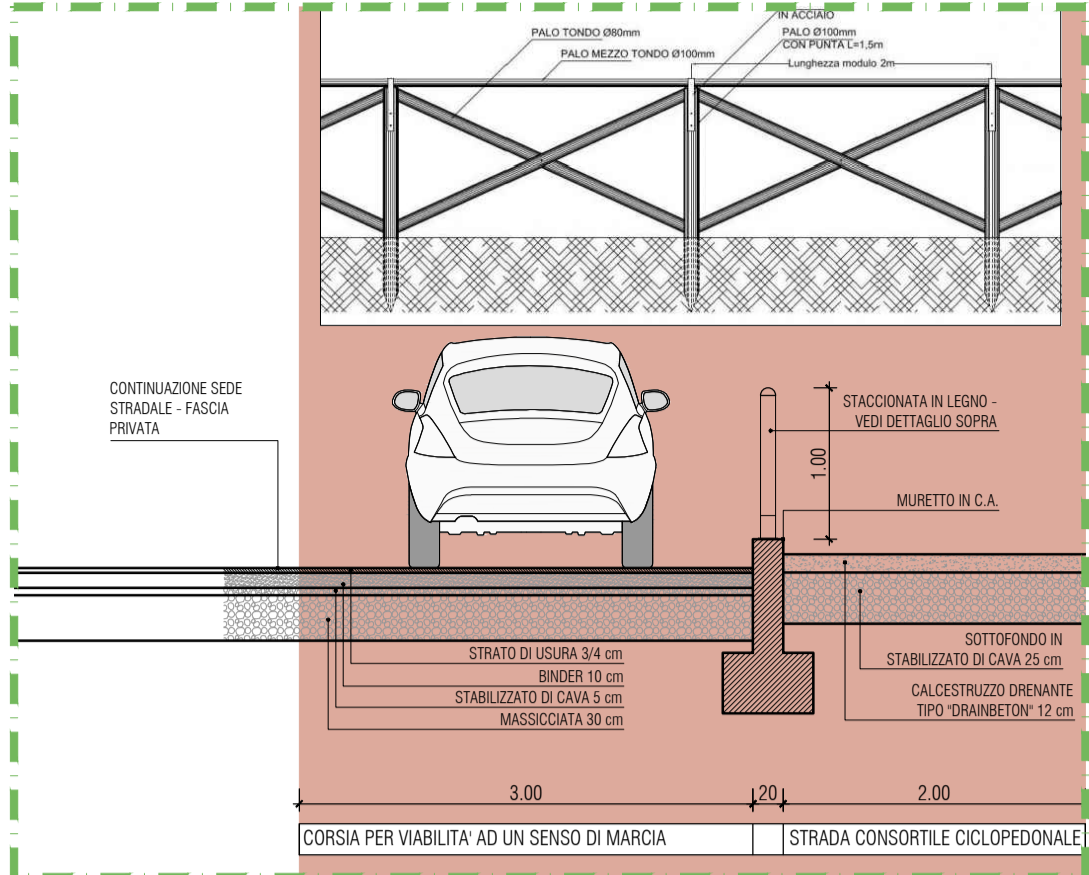 IN ACCIAIO
PALO TONDO Ø80mm
PALO Ø100mm
CON PUNTA L=1,5m
PALO MEZZO TONDO Ø100mm
Lunghezza modulo 2m
CONTINUAZIONE SEDE
STRADALE - FASCIA
PRIVATA
STACCIONATA IN LEGNO -
VEDI DETTAGLIO SOPRA
1.00
MURETTO IN C.A.
STRATO DI USURA 3/4 cm
BINDER 10 cm
STABILIZZATO DI CAVA 5 cm
MASSICCIATA 30 cm
SOTTOFONDO IN
STABILIZZATO DI CAVA 25 cm
CALCESTRUZZO DRENANTE
TIPO "DRAINBETON" 12 cm
3.00
20
2.00
CORSIA PER VIABILITA' AD UN SENSO DI MARCIA
STRADA CONSORTILE CICLOPEDONALE